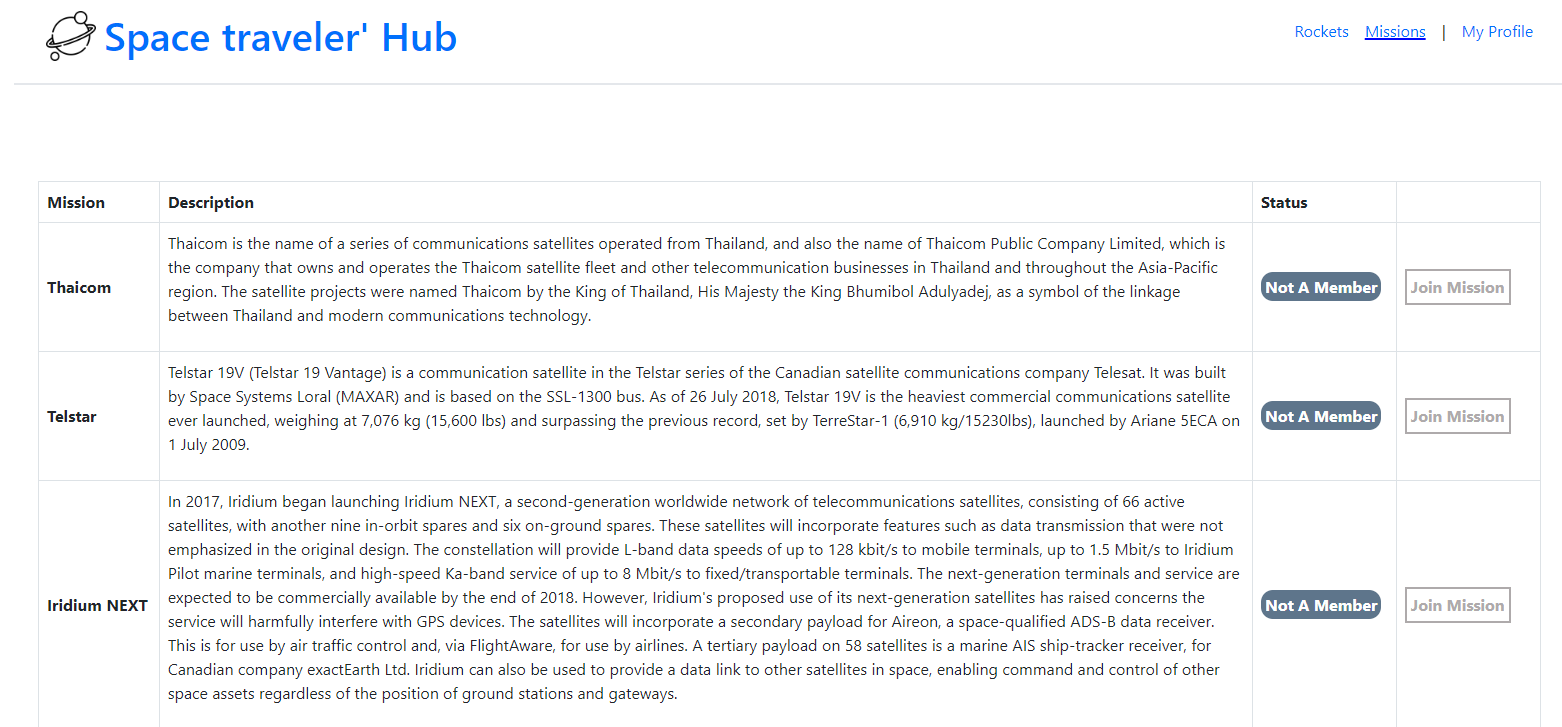 Space traveler' Hub
Rockets Missions | My Profile
Mission Description Status
Thaicom
Thaicom is the name of a series of communications satellites operated from Thailand, and also the name of Thaicom Public Company Limited, which is
the company that owns and operates the Thaicom satellite fleet and other telecommunication businesses in Thailand and throughout the Asia-Pacific
region. The satellite projects were named Thaicom by the King of Thailand, His Majesty the King Bhumibol Adulyadej, as a symbol of the linkage
between Thailand and modern communications technology.
Not A Member
Join Mission
Telstar
Telstar 19V (Telstar 19 Vantage) is a communication satellite in the Telstar series of the Canadian satellite communications company Telesat. It was built
by Space Systems Loral (MAXAR) and is based on the SSL-1300 bus. As of 26 July 2018, Telstar 19V is the heaviest commercial communications satellite
ever launched, weighing at 7,076 kg (15,600 lbs) and surpassing the previous record, set by TerreStar-1 (6,910 kg/15230lbs), launched by Ariane 5ECA on
1 July 2009.
Not A Member
Join Mission
Iridium NEXT
In 2017, Iridium began launching Iridium NEXT, a second-generation worldwide network of telecommunications satellites, consisting of 66 active
satellites, with another nine in-orbit spares and six on-ground spares. These satellites will incorporate features such as data transmission that were not
emphasized in the original design. The constellation will provide L-band data speeds of up to 128 kbit/s to mobile terminals, up to 1.5 Mbit/s to Iridium
Pilot marine terminals, and high-speed Ka-band service of up to 8 Mbit/s to fixed/transportable terminals. The next-generation terminals and service are
expected to be commercially available by the end of 2018. However, Iridium's proposed use of its next-generation satellites has raised concerns the
service will harmfully interfere with GPS devices. The satellites will incorporate a secondary payload for Aireon, a space-qualified ADS-B data receiver.
This is for use by air traffic control and, via FlightAware, for use by airlines. A tertiary payload on 58 satellites is a marine AIS ship-tracker receiver, for
Canadian company exactEarth Ltd. Iridium can also be used to provide a data link to other satellites in space, enabling command and control of other
space assets regardless of the position of ground stations and gateways.
Not A Member
Join Mission